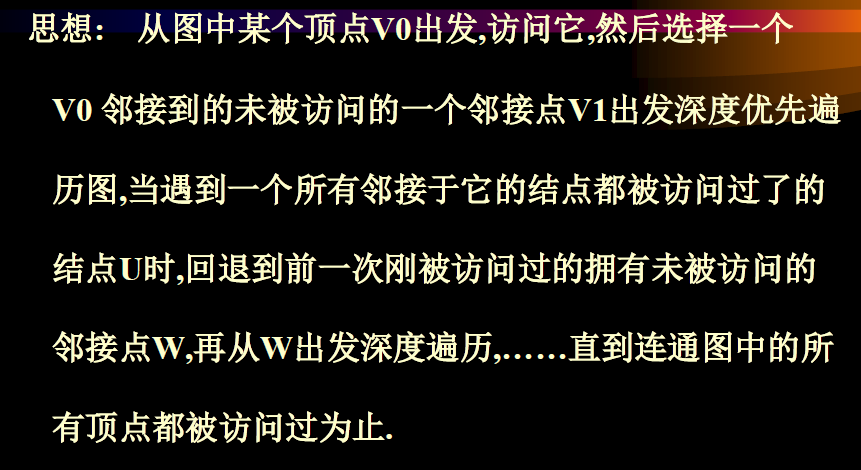 思想： 从图中某个顶点V0出发,访问它,然后选择一个
V0 邻接到的未被访问的一个邻接点V1出发深度优先遍
历图,当遇到一个所有邻接于它的结点都被访问过了的
结点U时,回退到前一次刚被访问过的拥有未被访问的
邻接点W,再从W出发深度遍历,……直到连通图中的所
有顶点都被访问过为止.